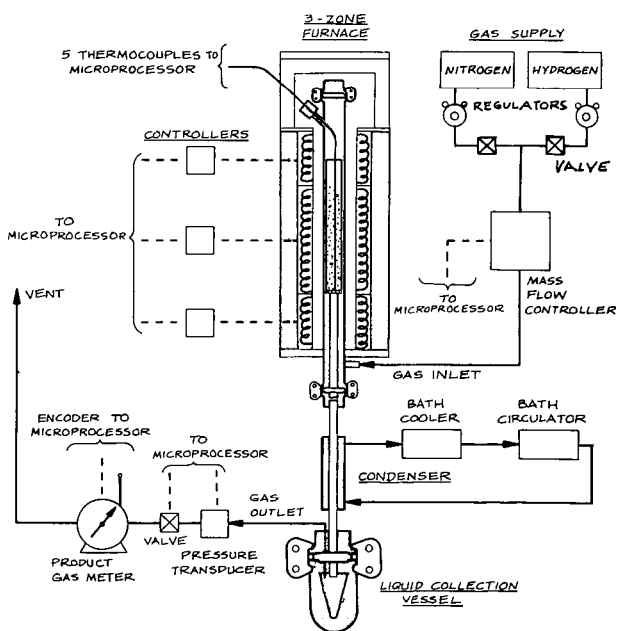 3-ZONE
FURNACE
GAS SUPPLY
5 THERMOCOUPLES TO
MICROPROCESSOR
NITROGEN
HYDROGEN
REGULATORS
CONTROLLERS
VALVE
TO
MICROPROCESSOR
TO
MICROPROCESSOR
MASS
FLOW
CONTROLLER
VENT
GAS INLET
ENCODER TO
MICROPROCESSOR
TO
MICROPROCESSOR
BATH
COOLER
BATH
CIRCULATOR
CONDENSER
GAS
OUTLET
VALVE
PRODUCT
GAS METER
PRESSURE
TRANSDUCER
LIQUID COLLECTION
VESSEL